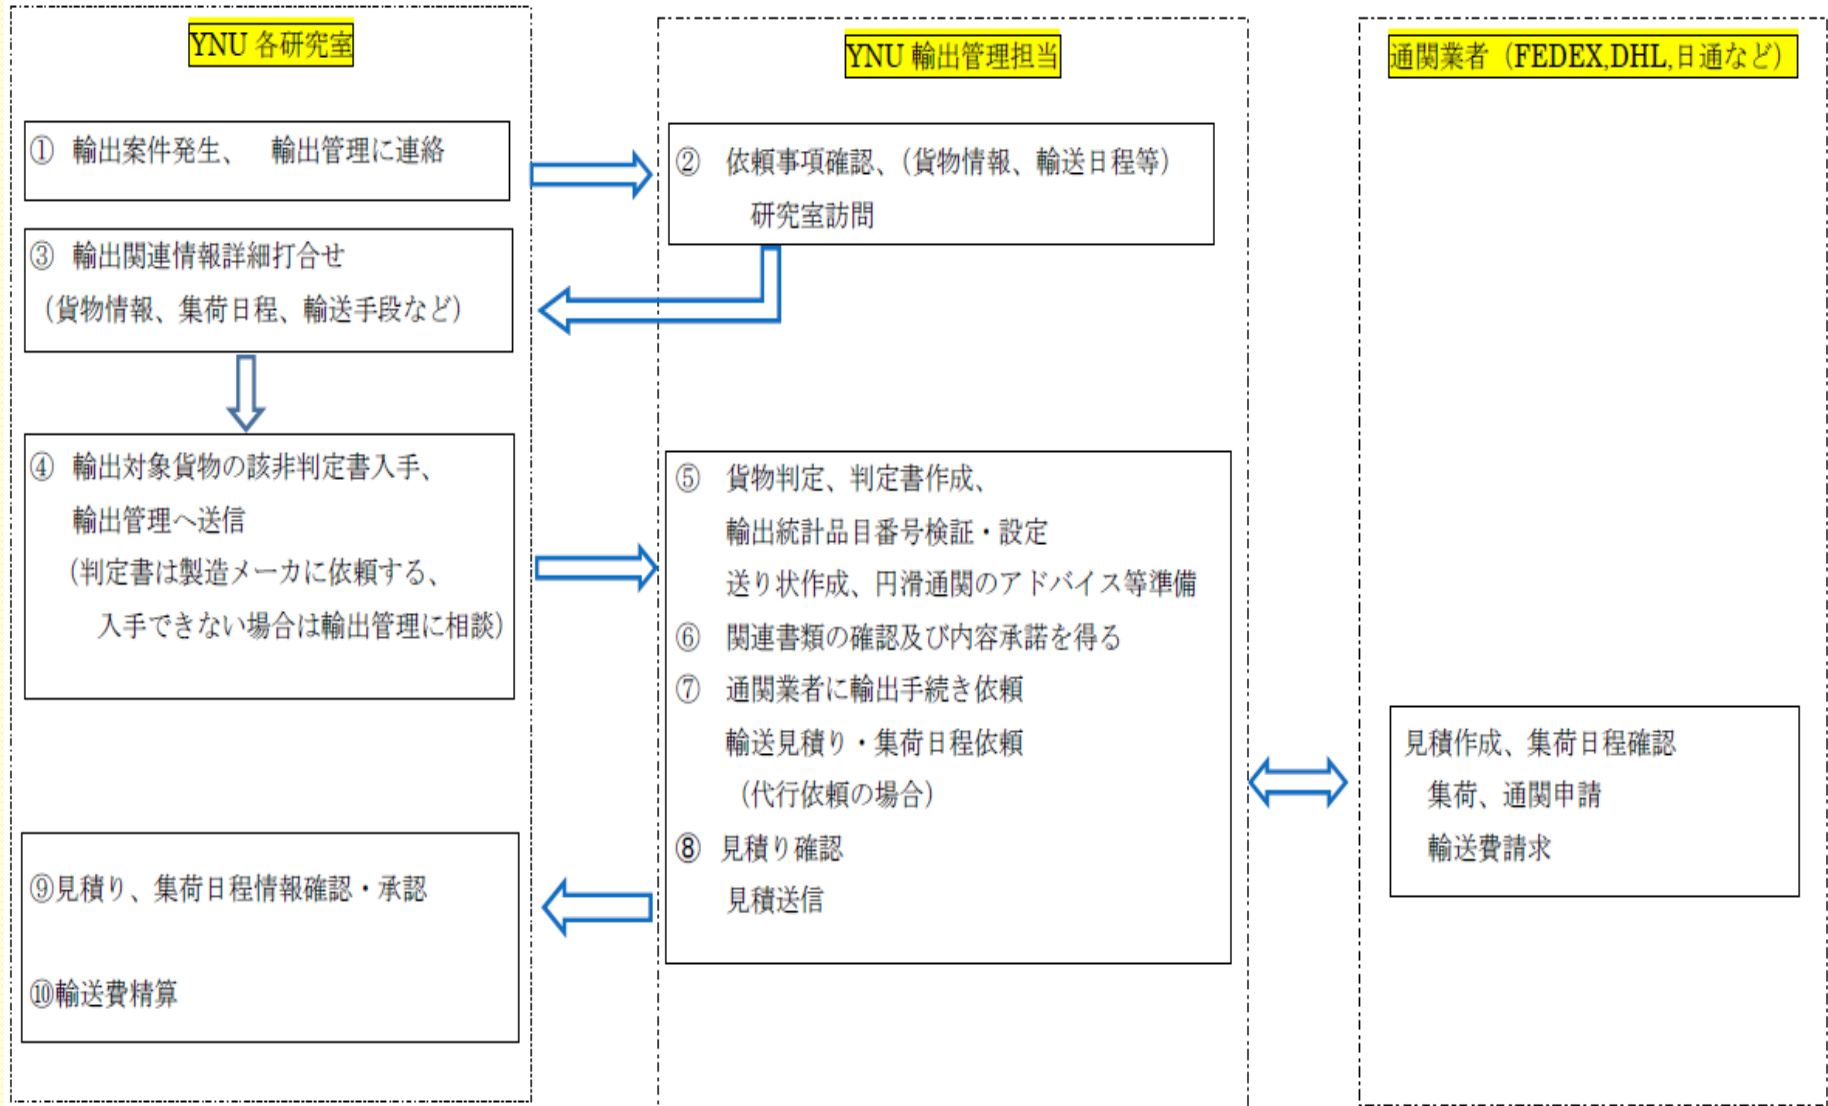 YNU 各研究室
① 輸出案件発生、 輸出管理に連絡
③ 輸出関連情報詳細打合せ
（貨物情報、集荷日程、輸送手段など）
④ 輸出対象貨物の該非判定書入手、
輸出管理へ送信
（判定書は製造メーカに依頼する、
入手できない場合は輸出管理に相談）
⑨見積り、集荷日程情報確認・承認
⑩輸送費精算
YNU 輸出管理担当
② 依頼事項確認、（貨物情報、輸送日程等）
研究室訪問
⑤ 貨物判定、判定書作成、
輸出統計品目番号検証・設定
送り状作成、円滑通関のアドバイス等準備
⑥ 関連書類の確認及び内容承諾を得る
⑦ 通関業者に輸出手続き依頼
輸送見積り・集荷日程依頼
（代行依頼の場合）
⑧ 見積り確認
見積送信
通関業者（FEDEX,DHL,日通など）
見積作成、集荷日程確認
集荷、通関申請
輸送費請求